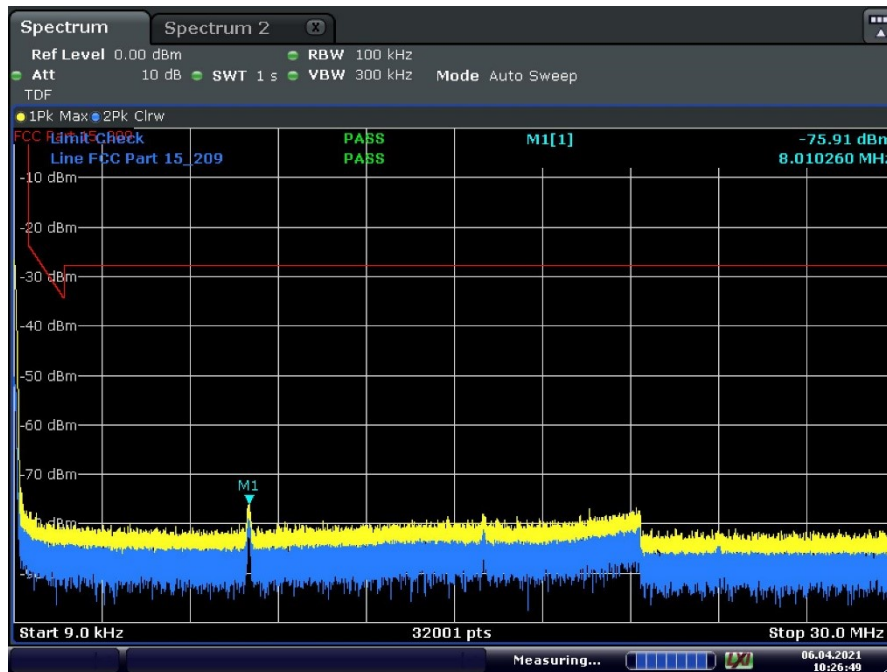 Spectrum Spectrum 2 X
Ref Level 0.00 dBm RBW 100 kHz
Att 10 dB SWT 1 s VBW 300 kHz Mode Auto Sweep
TDF
1Pk Max 2Pk Clrw
Limit Check PASS M1[1] -75.91 dBm
Line FCC Part 15_209 PASS 8.010260 MHz
-10 dBm
-20 dBm
-30 dBm
-40 dBm
-50 dBm
-60 dBm
-70 dBm
M1
Start 9.0 kHz 32001 pts Stop 30.0 MHz
Measuring... LXI 06.04.2021
10:26:49